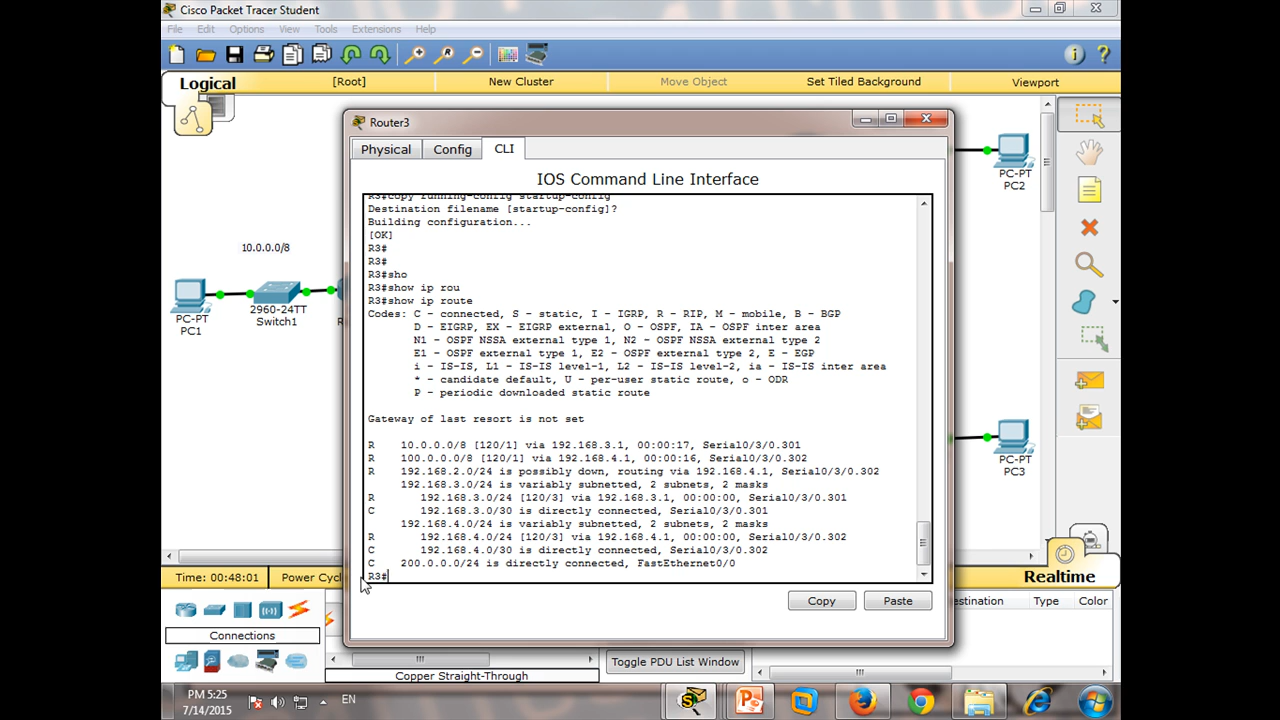 Cisco Packet Tracer Student
File Edit Options View Tools Extensions Help
Logical [Root] New Cluster Move Object Set Tiled Background Viewport
Router3
Physical Config CLI
IOS Command Line Interface
R3#copy running-config startup-config
Destination filename [startup-config]?
Building configuration...
[OK]
R3#
R3#
R3#sho
R3#show ip rou
R3#show ip route
Codes: C - connected, S - static, I - IGRP, R - RIP, M - mobile, B - BGP
D - EIGRP, EX - EIGRP external, O - OSPF, IA - OSPF inter area
N1 - OSPF NSSA external type 1, N2 - OSPF NSSA external type 2
E1 - OSPF external type 1, E2 - OSPF external type 2, E - EGP
i - IS-IS, L1 - IS-IS level-1, L2 - IS-IS level-2, ia - IS-IS inter area
* - candidate default, U - per-user static route, o - ODR
P - periodic downloaded static route
Gateway of last resort is not set
R 10.0.0.0/8 [120/1] via 192.168.3.1, 00:00:17, Serial0/3/0.301
R 100.0.0.0/8 [120/1] via 192.168.4.1, 00:00:16, Serial0/3/0.302
R 192.168.2.0/24 is possibly down, routing via 192.168.4.1, Serial0/3/0.302
192.168.3.0/24 is variably subnetted, 2 subnets, 2 masks
R 192.168.3.0/24 [120/3] via 192.168.3.1, 00:00:00, Serial0/3/0.301
C 192.168.3.0/30 is directly connected, Serial0/3/0.301
192.168.4.0/24 is variably subnetted, 2 subnets, 2 masks
R 192.168.4.0/24 [120/3] via 192.168.4.1, 00:00:00, Serial0/3/0.302
C 192.168.4.0/30 is directly connected, Serial0/3/0.302
C 200.0.0.0/24 is directly connected, FastEthernet0/0
R3#
Copy Paste
10.0.0.0/8
PC-PT
PC1
2960-24TT
Switch1
PC-PT
PC2
PC-PT
PC3
Time: 00:48:01 Power Cycl
Realtime
Connections
Copper Straight-Through
Toggle PDU List Window
estination Type Color
PM 5:25
7/14/2015
EN